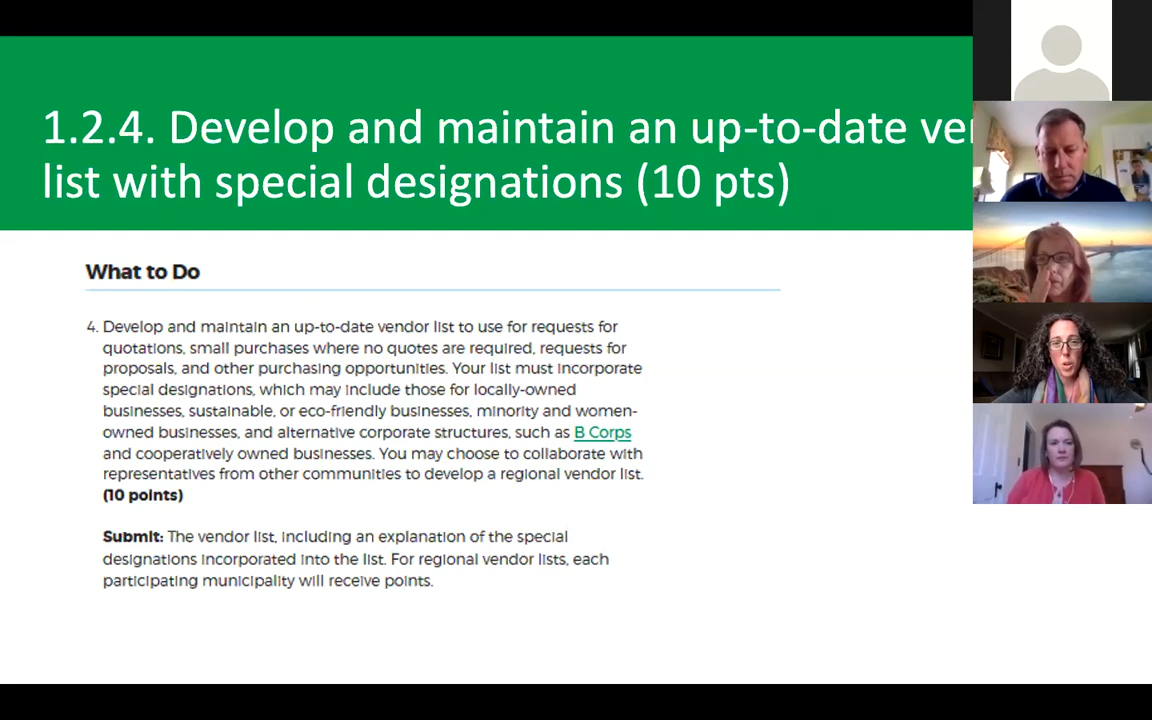 1.2.4. Develop and maintain an up-to-date
list with special designations (10 pts)
What to Do
4. Develop and maintain an up-to-date vendor list to use for requests for
quotations, small purchases where no quotes are required, requests for
proposals, and other purchasing opportunities. Your list must incorporate
special designations, which may include those for locally-owned
businesses, sustainable, or eco-friendly businesses, minority and women-
owned businesses, and alternative corporate structures, such as B Corps
and cooperatively owned businesses. You may choose to collaborate with
representatives from other communities to develop a regional vendor list.
(10 points)
Submit: The vendor list, including an explanation of the special
designations incorporated into the list. For regional vendor lists, each
participating municipality will receive points.